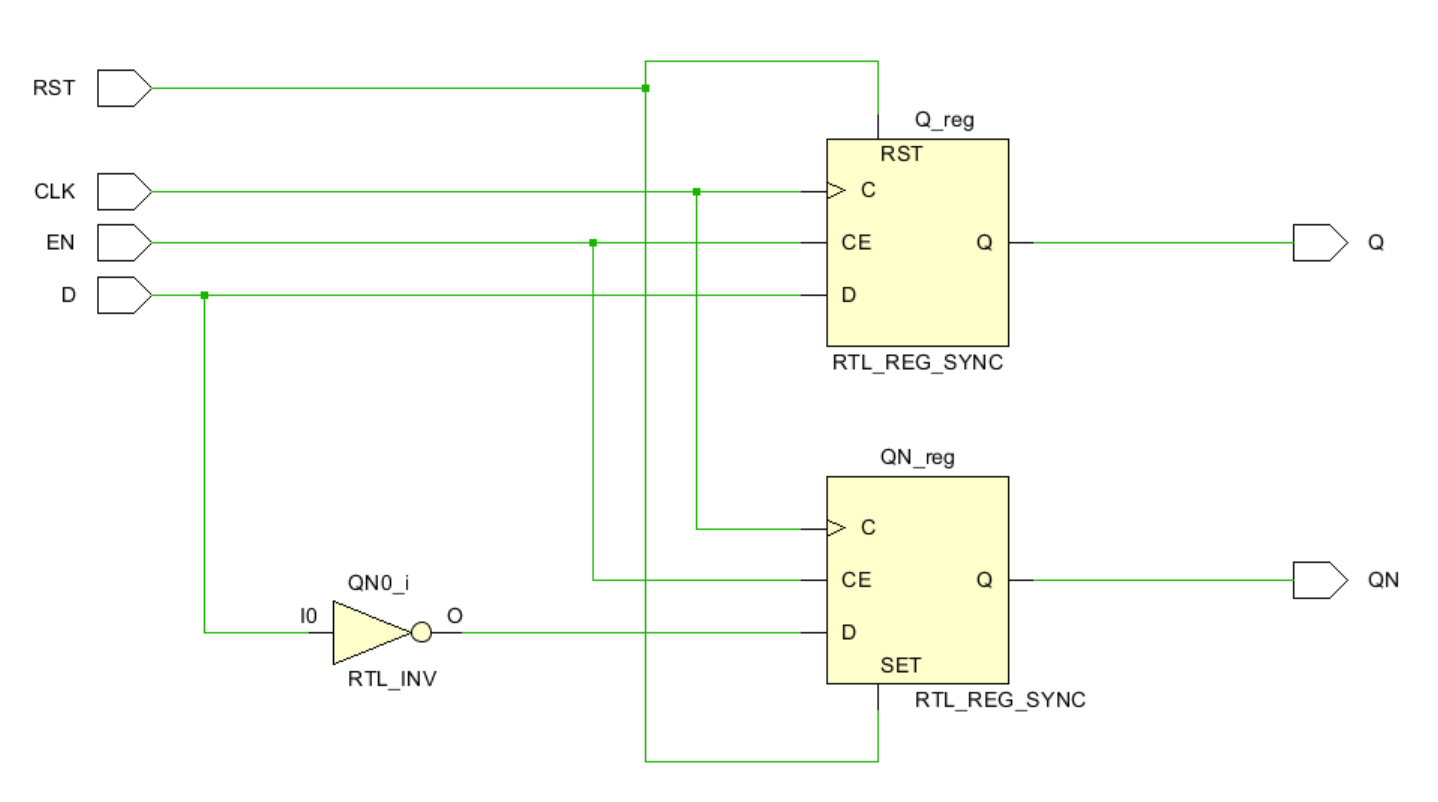 RST
Q_reg
RST
CLK
C
EN
CE
Q
Q
D
D
RTL_REG_SYNC
QN_reg
C
QN0_i
CE
Q
QN
I0
O
D
SET
RTL_INV
RTL_REG_SYNC